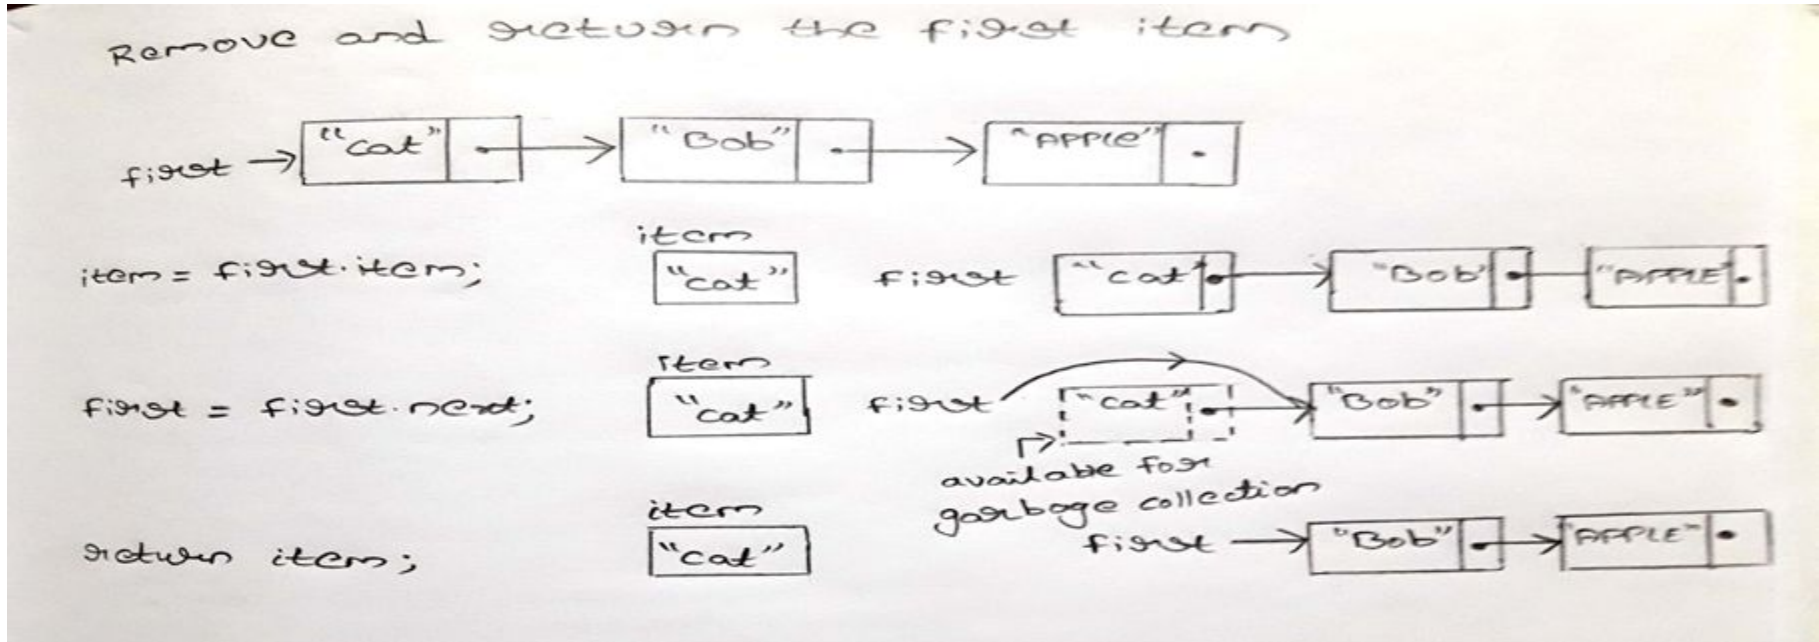 Remove and return the first item
first → "cat" "Bob" "APPLE"
item
item = first.item; "cat" first "cat" "Bob" "APPLE"
item
first = first.next; "cat" first "cat" "Bob" "APPLE"
available for
garbage collection
item
return item; "cat" first → "Bob" "APPLE"